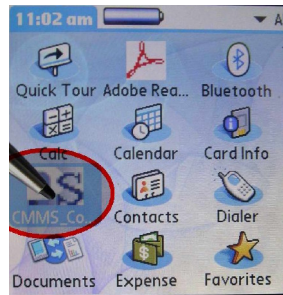 11:02 am
A
Quick Tour Adobe Rea... Bluetooth
Calc Calendar Card Info
CMMS_Co... Contacts Dialer
Documents Expense Favorites